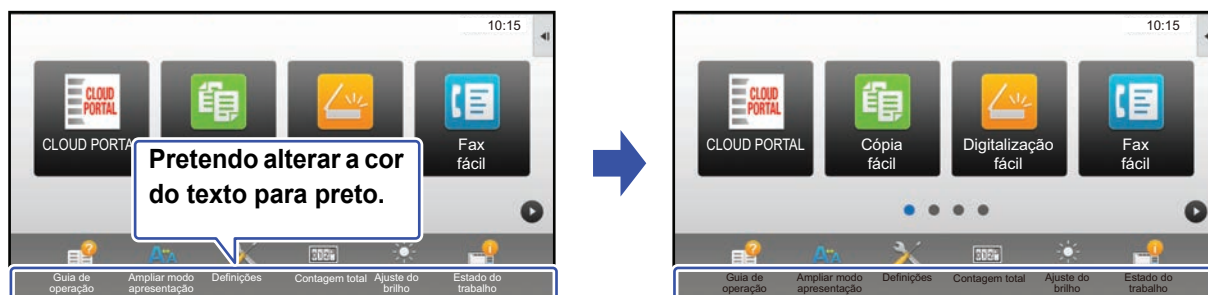 10:15
CLOUD
PORTAL
CLOUD PORTA
Fax
fácil
Pretendo alterar a cor
do texto para preto.
Guia de
operação
Ampliar modo
apresentação
Definições
Contagem total
Ajuste do
brilho
Estado do
trabalho
10:15
CLOUD
PORTAL
CLOUD PORTAL
Cópia
fácil
Digitalização
fácil
Fax
fácil
Guia de
operação
Ampliar modo
apresentação
Definições
Contagem total
Ajuste do
brilho
Estado do
trabalho